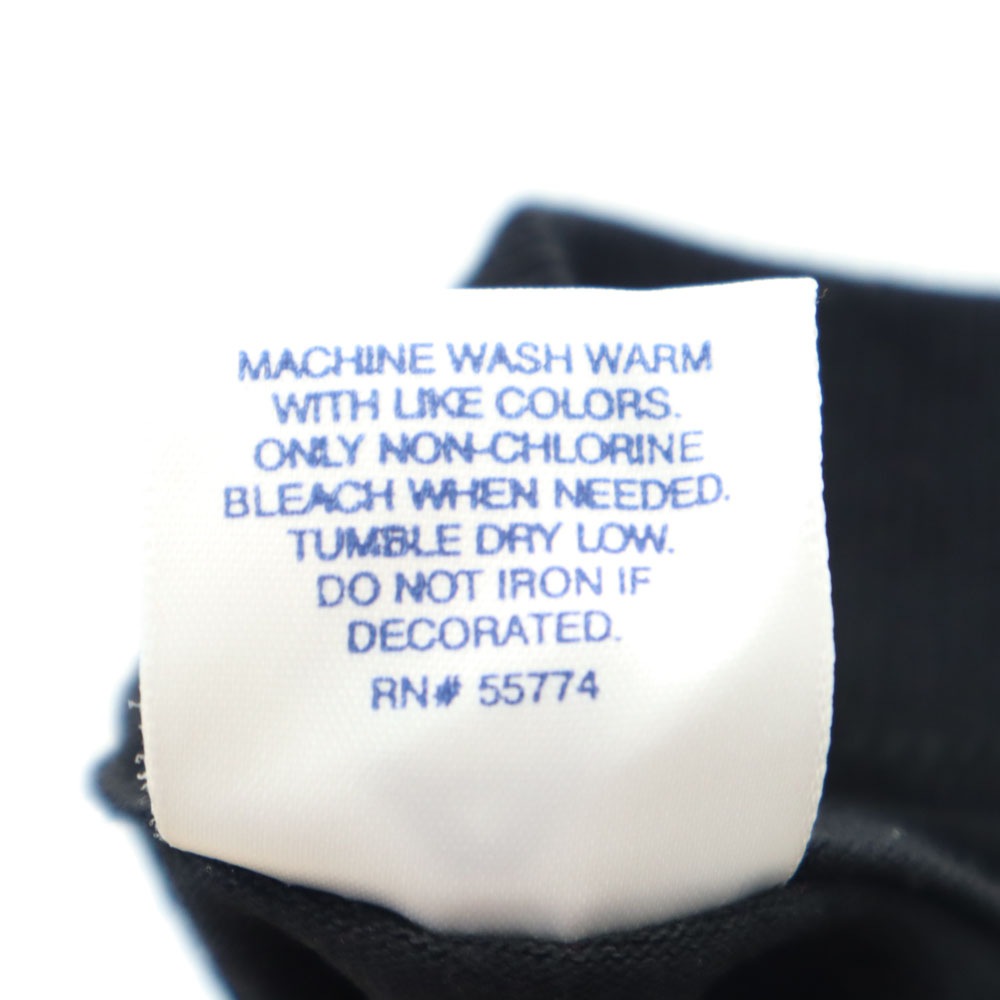 MACHINE WASH WARM
WITH LIKE COLORS.
ONLY NON-CHLORINE
BLEACH WHEN NEEDED.
TUMBLE DRY LOW.
DO NOT IRON IF
DECORATED.
RN# 55774